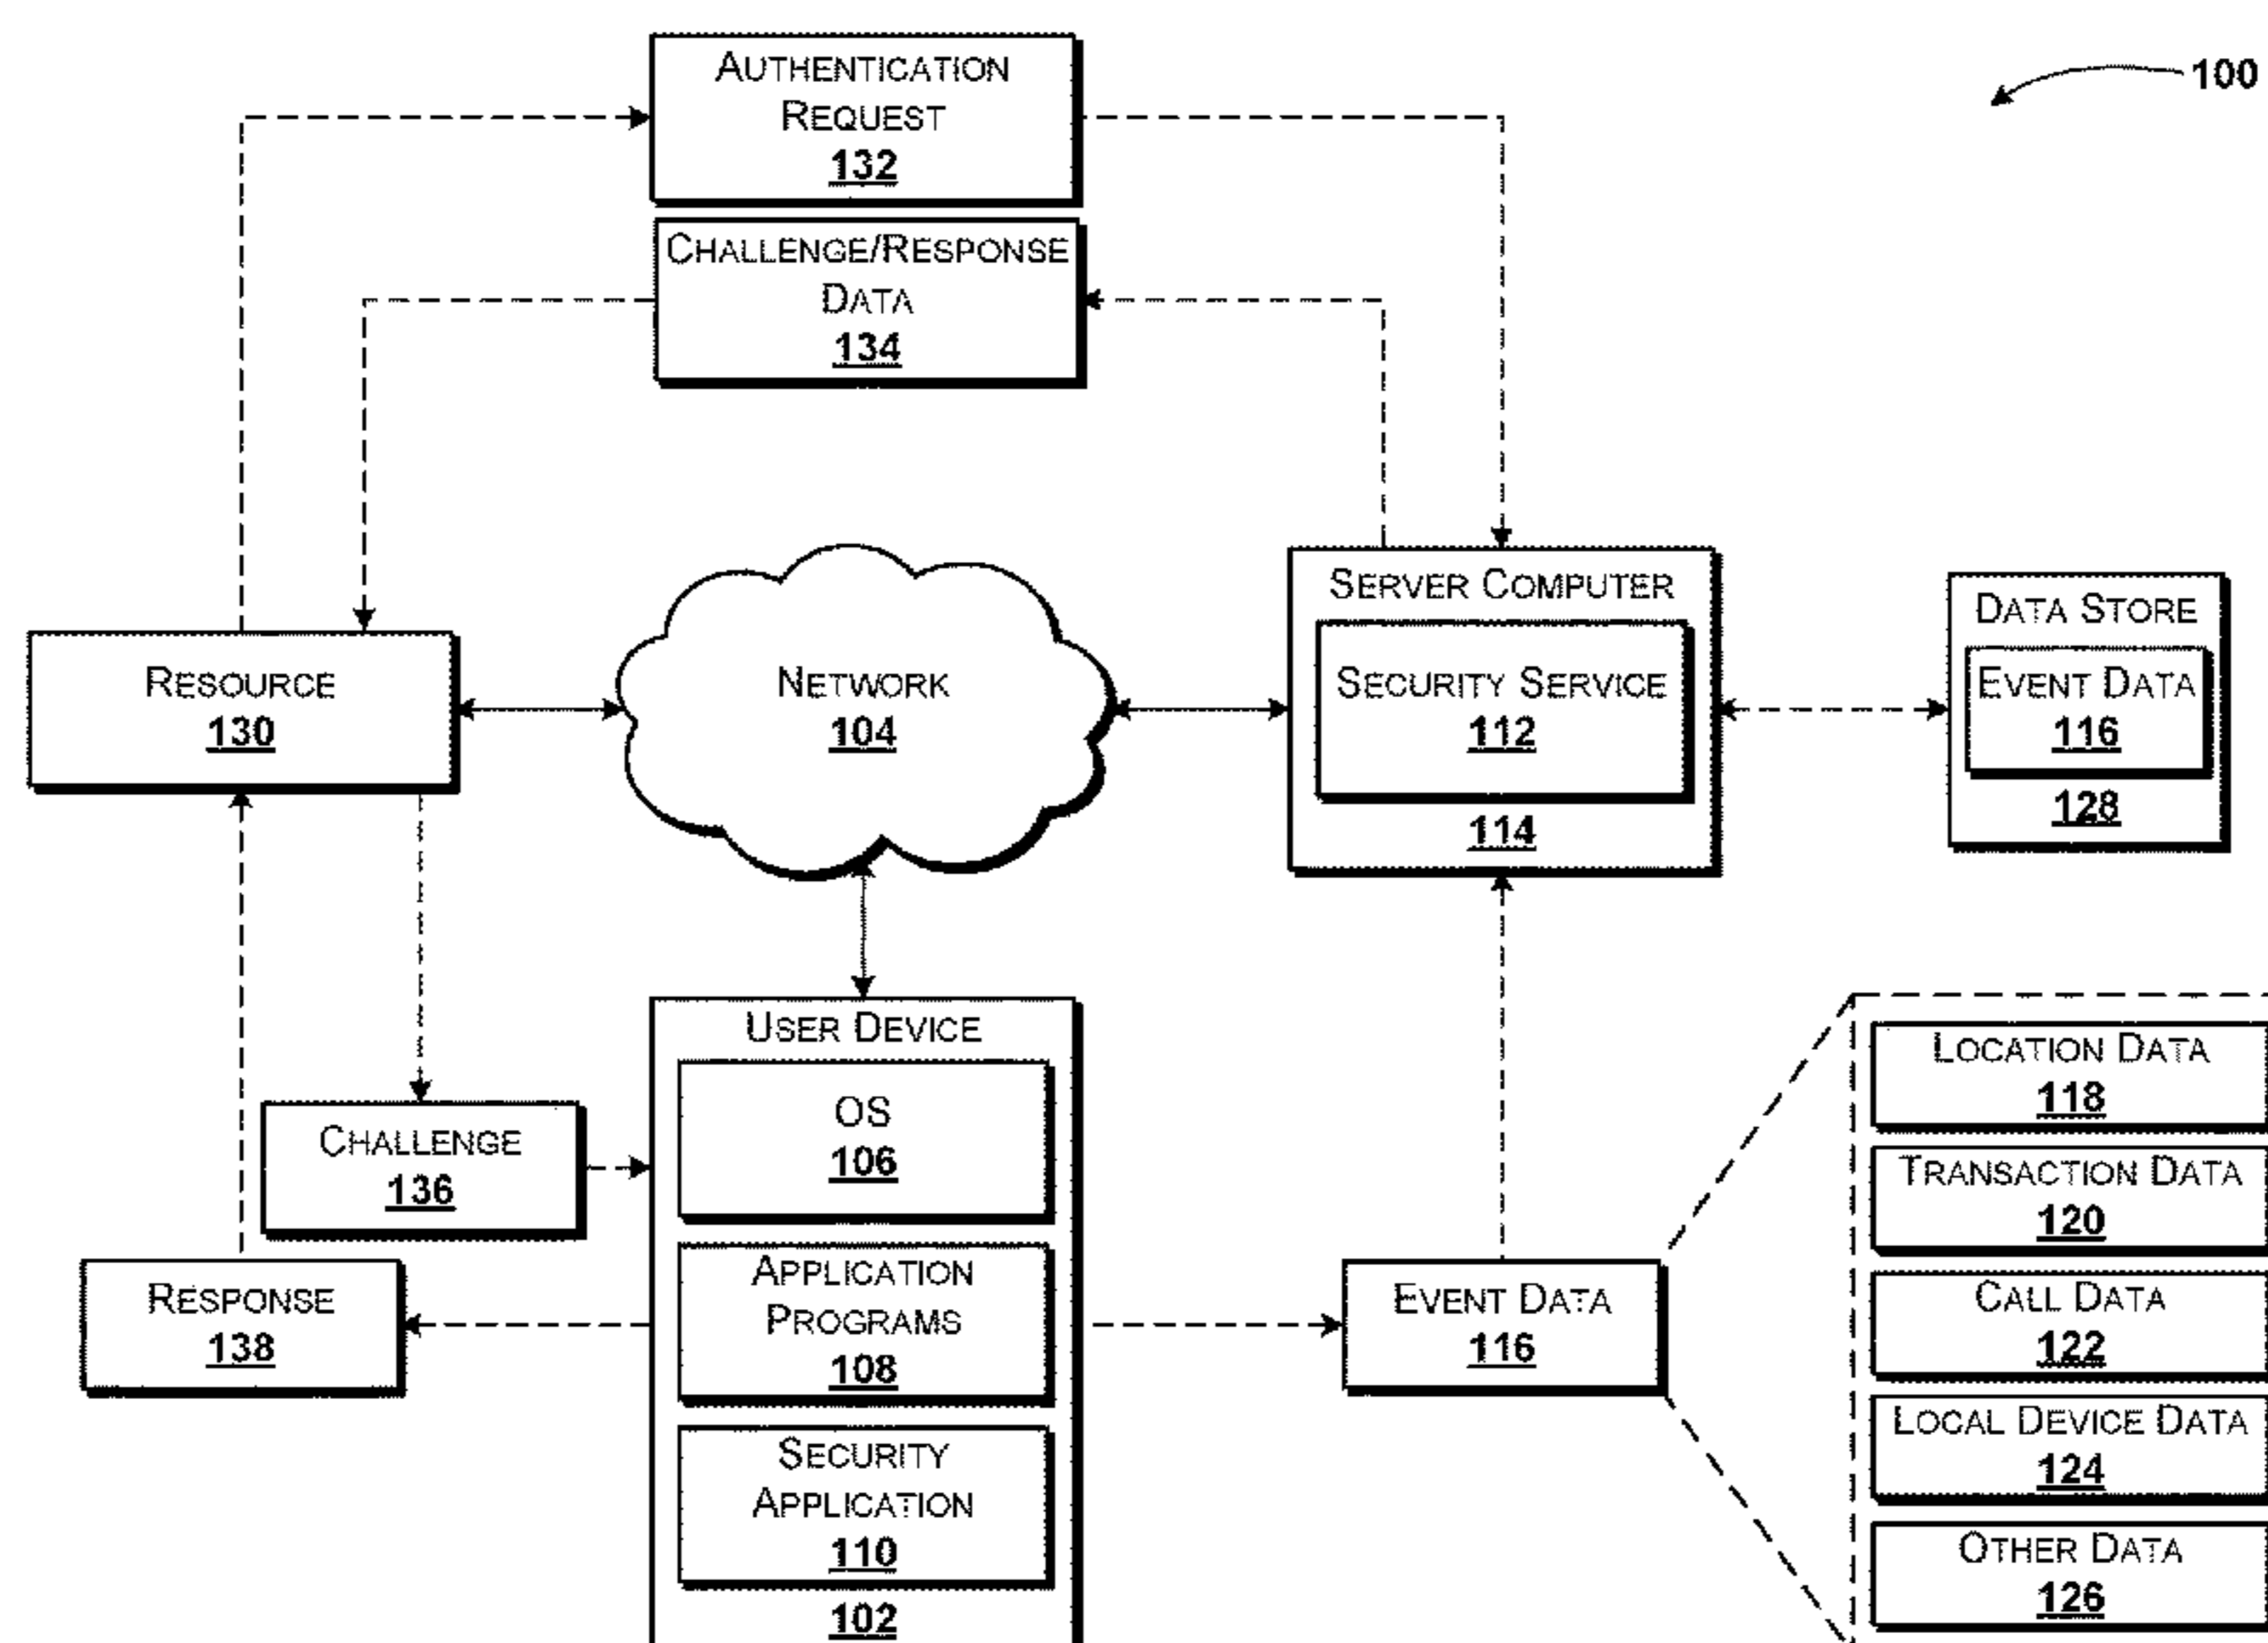 AUTHENTICATION
REQUEST
132
100
CHALLENGE/RESPONSE
DATA
134
RESOURCE
130
NETWORK
104
SERVER COMPUTER
SECURITY SERVICE
112
114
DATA STORE
EVENT DATA
116
128
CHALLENGE
136
RESPONSE
138
USER DEVICE
OS
106
APPLICATION
PROGRAMS
108
SECURITY
APPLICATION
110
102
EVENT DATA
116
LOCATION DATA
118
TRANSACTION DATA
120
CALL DATA
122
LOCAL DEVICE DATA
124
OTHER DATA
126